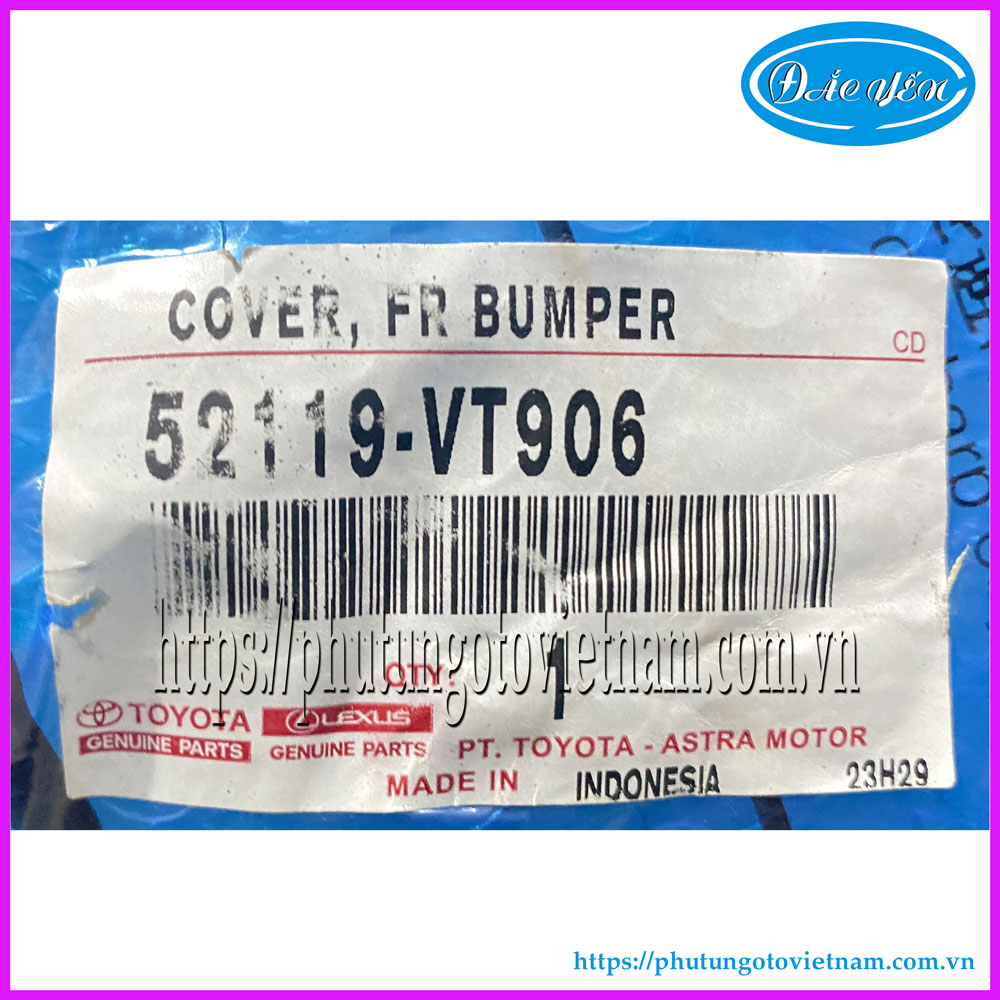 ĐẮC YẾN
COVER, FR BUMPER
CD
52119-VT906
https://phutungotovietnam.com.vn
QTY: 1
TOYOTA
GENUINE PARTS
LEXUS
GENUINE PARTS
PT. TOYOTA - ASTRA MOTOR
MADE IN INDONESIA
23H29
https://phutungotovietnam.com.vn